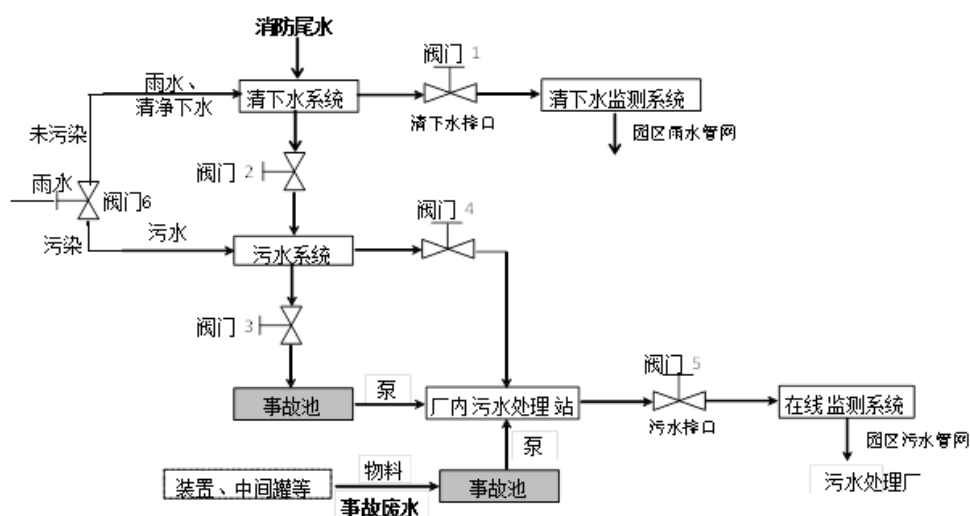 消防尾水
阀门 1
雨水、
清净下水
清下水系统
清下水监测系统
清下水排口
园区雨水管网
未污染
阀门 2
雨水
阀门6
阀门 4
污染
污水
污水系统
阀门 3
阀门 5
泵
事故池
厂内污水处理站
在线监测系统
污水排口
园区污水管网
泵
物料
装置、中间罐等
事故池
污水处理厂
事故废水